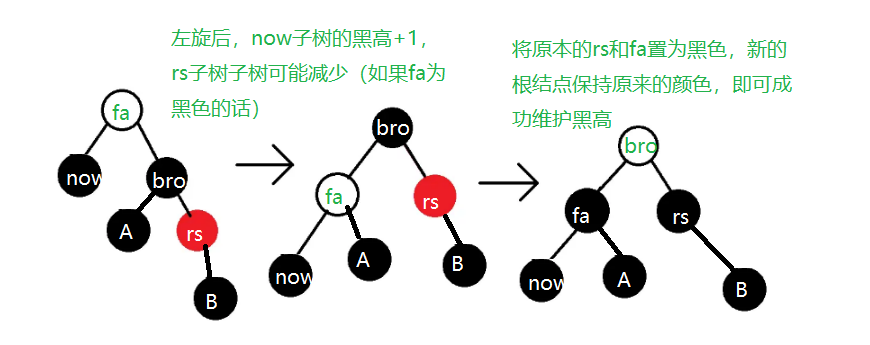 左旋后，now子树的黑高+1，
rs子树子树可能减少（如果fa为
黑色的话）
将原本的rs和fa置为黑色，新的
根结点保持原来的颜色，即可成
功维护黑高
fa
now
bro
A
rs
B
bro
fa
rs
now
A
B
bro
fa
rs
now
A
B